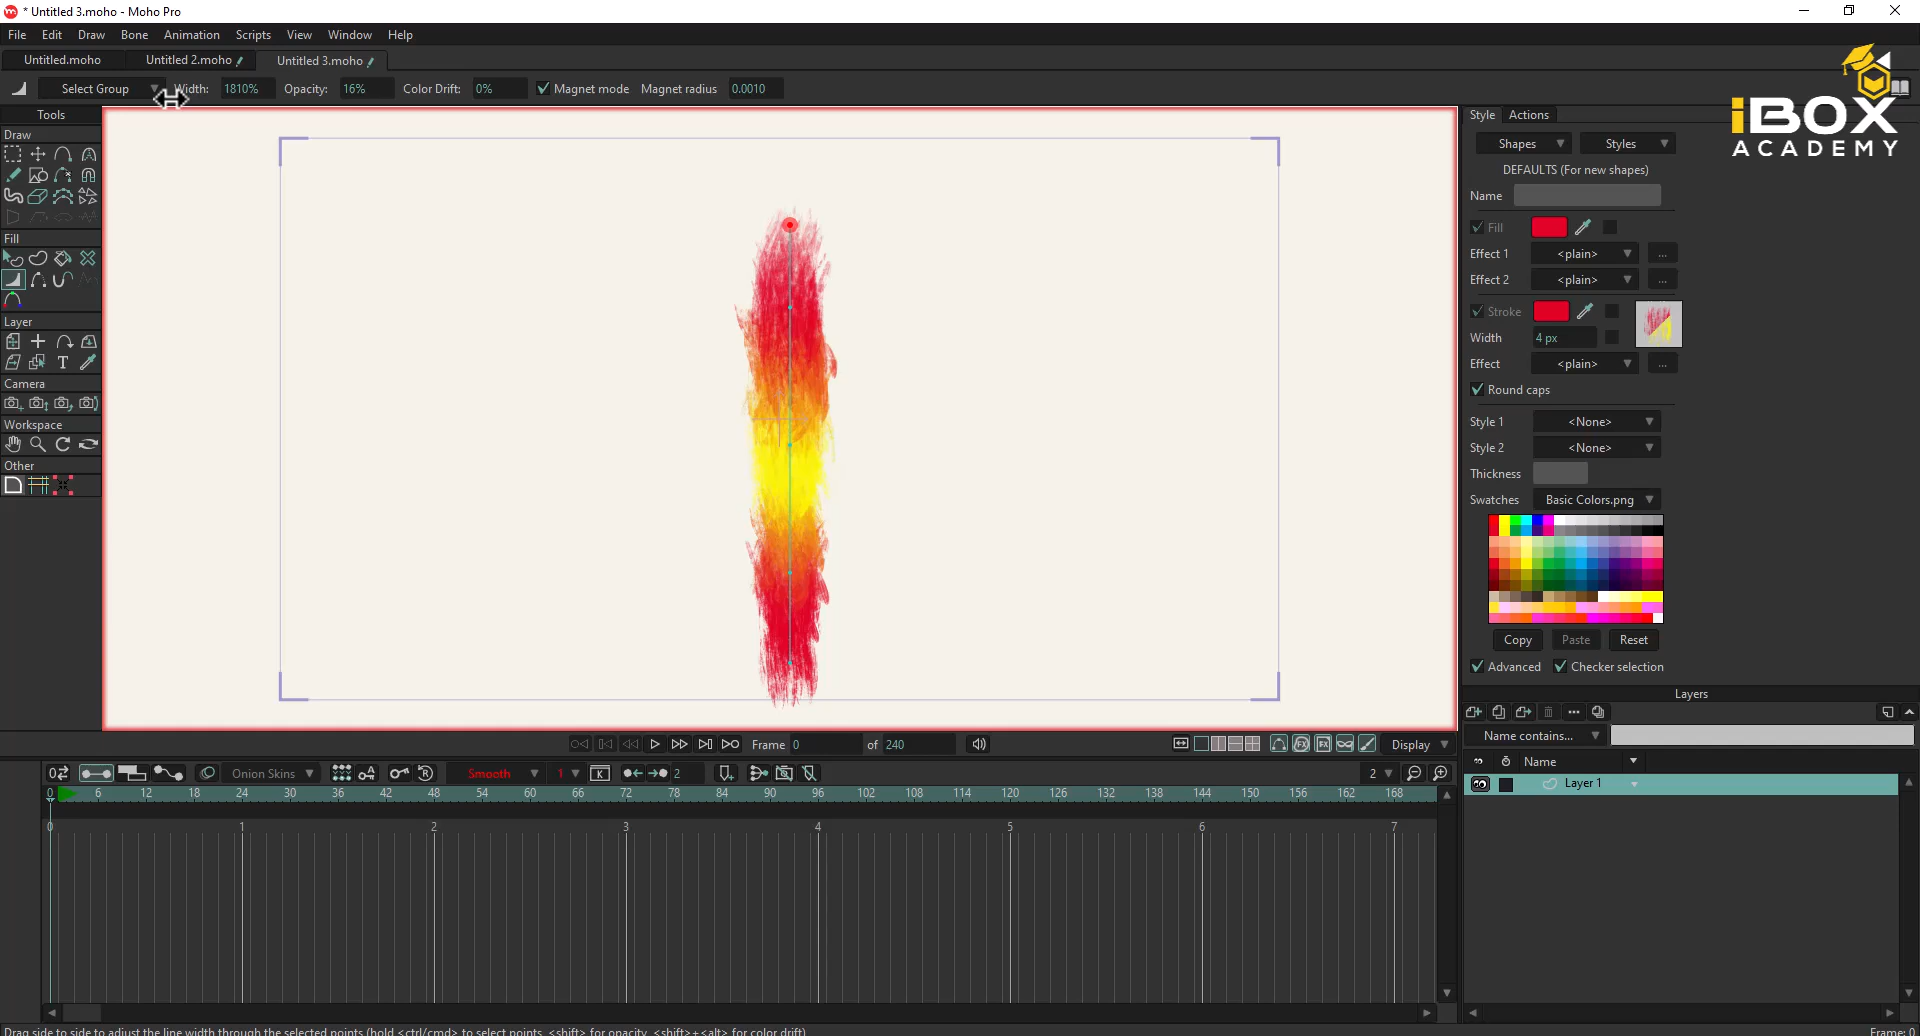 * Untitled 3.moho - Moho Pro
File Edit Draw Bone Animation Scripts View Window Help
Untitled.moho Untitled 2.moho Untitled 3.moho
Select Group Width: 1810% Opacity: 16% Color Drift: 0% Magnet mode Magnet radius 0.0010
iBOX
ACADEMY
Tools
Draw
Fill
Layer
Camera
Workspace
Other
Style Actions
Shapes Styles
DEFAULTS (For new shapes)
Name
Fill
Effect 1 <plain> ...
Effect 2 <plain> ...
Stroke
Width 4 px
Effect <plain> ...
Round caps
Style 1 <None>
Style 2 <None>
Thickness
Swatches Basic Colors.png
Copy Paste Reset
Advanced Checker selection
Layers
Name contains...
Name
Layer 1
Frame 0 of 240 Display
Onion Skins Smooth 1 2 2
0 6 12 18 24 30 36 42 48 54 60 66 72 78 84 90 96 102 108 114 120 126 132 138 144 150 156 162 168
0 1 2 3 4 5 6 7
Drag side to side to adjust the line width through the selected points (hold <ctrl/cmd> to select points, <shift> for opacity, <shift>+<alt> for color drift)
Frame: 0